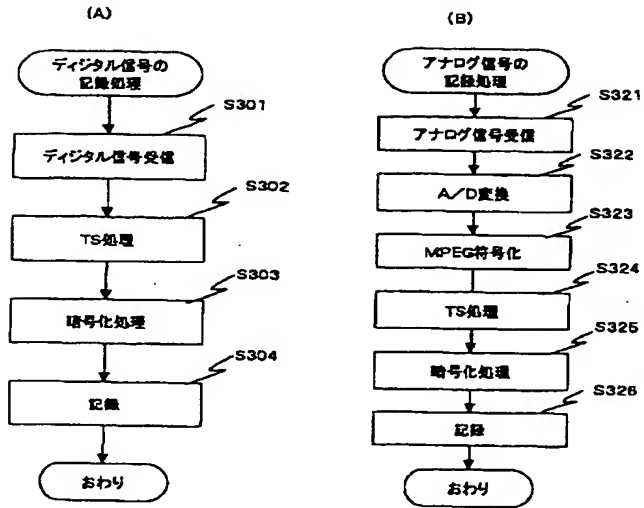 (A)
ディジタル信号の
記録処理
S301
ディジタル信号受信
S302
TS処理
S303
暗号化処理
S304
記録
おわり
(B)
アナログ信号の
記録処理
S321
アナログ信号受信
S322
A/D変換
S323
MPEG符号化
S324
TS処理
S325
暗号化処理
S326
記録
おわり